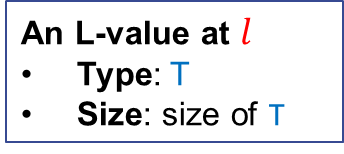 An L-value at l
• Type: T
• Size: size of T